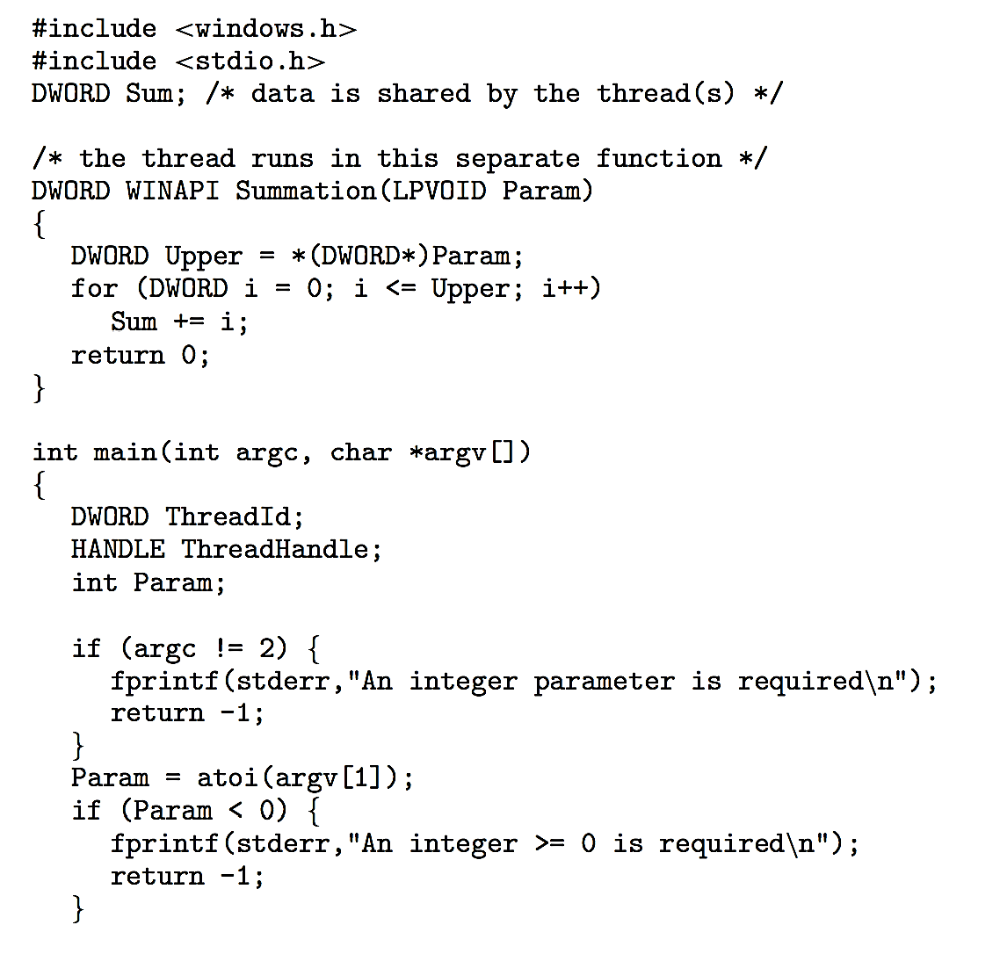 #include <windows.h>
#include <stdio.h>
DWORD Sum; /* data is shared by the thread(s) */

/* the thread runs in this separate function */
DWORD WINAPI Summation(LPVOID Param)
{
   DWORD Upper = *(DWORD*)Param;
   for (DWORD i = 0; i <= Upper; i++)
      Sum += i;
   return 0;
}

int main(int argc, char *argv[])
{
   DWORD ThreadId;
   HANDLE ThreadHandle;
   int Param;

   if (argc != 2) {
      fprintf(stderr,"An integer parameter is required\n");
      return -1;
   }
   Param = atoi(argv[1]);
   if (Param < 0) {
      fprintf(stderr,"An integer >= 0 is required\n");
      return -1;
   }